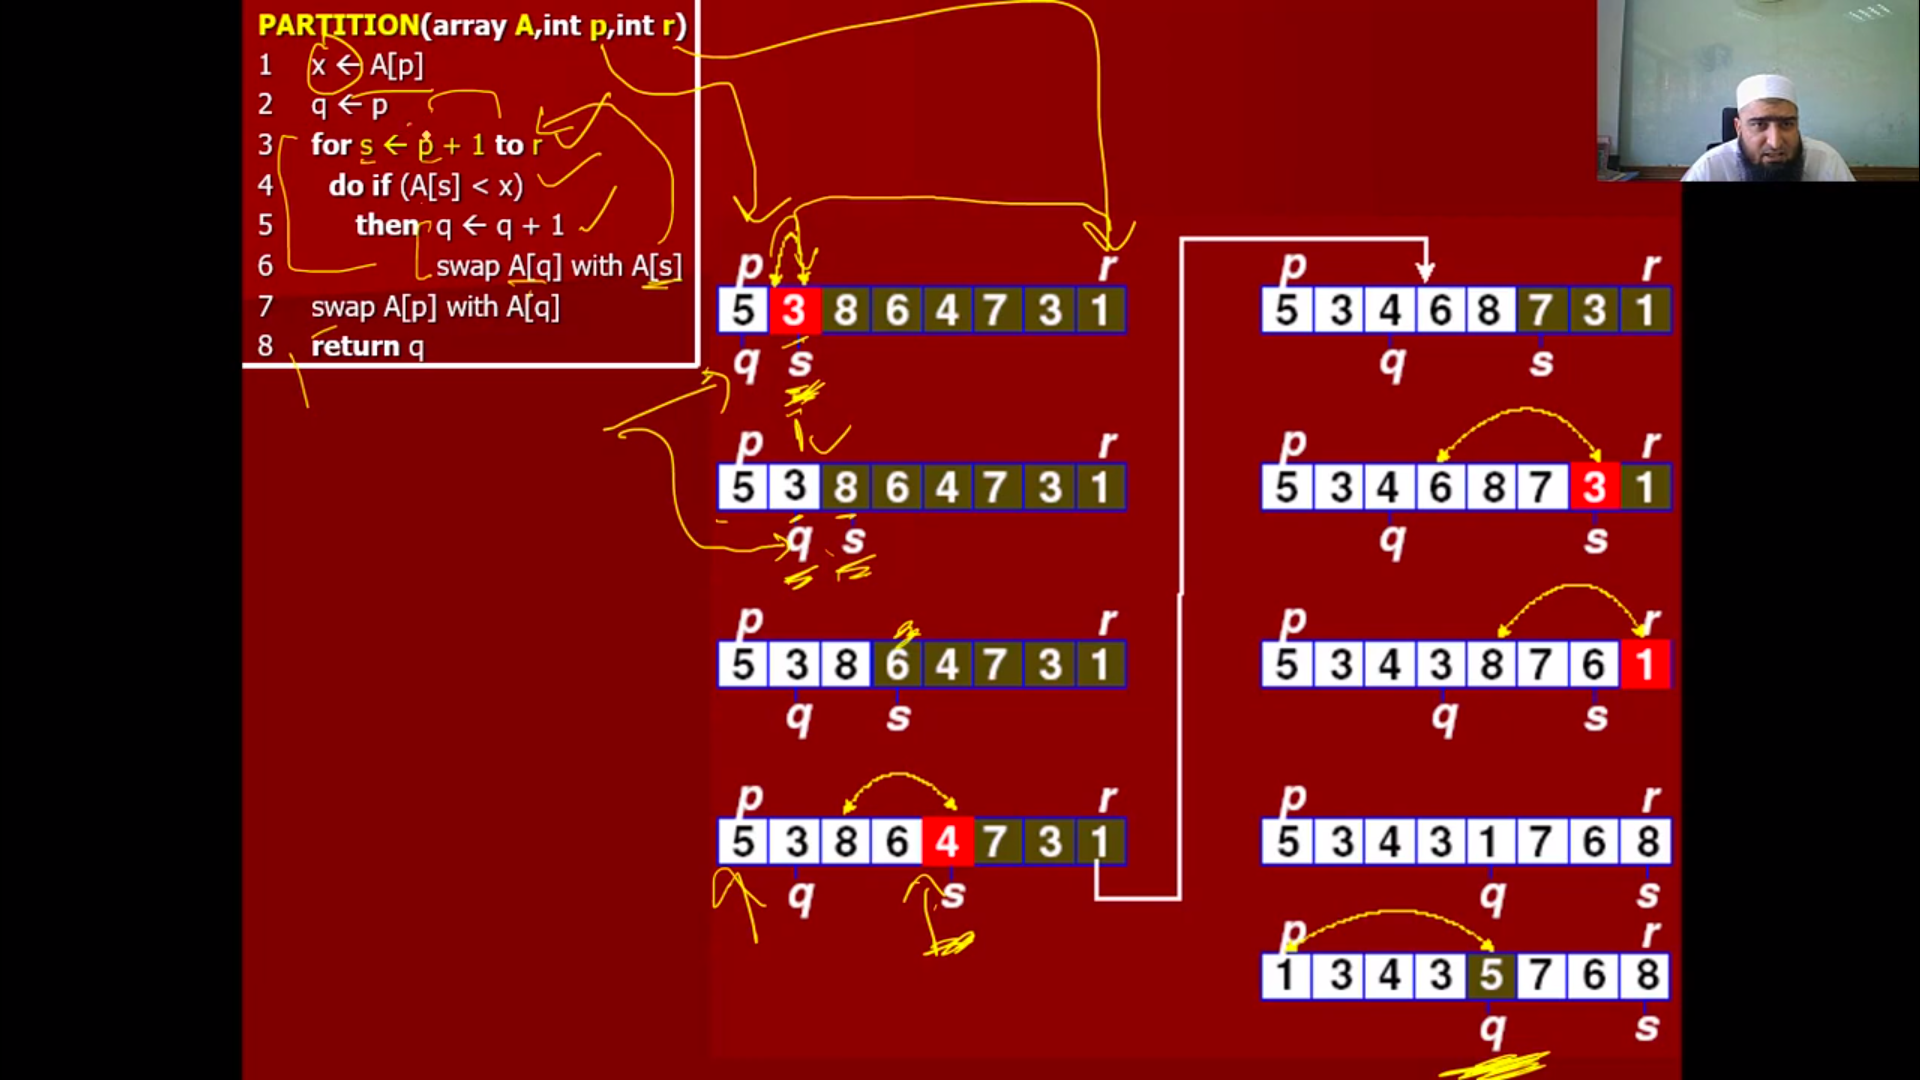 PARTITION(array A,int p,int r)
1 x ← A[p]
2 q ← p
3 for s ← p + 1 to r
4 do if (A[s] < x)
5 then q ← q + 1
6 swap A[q] with A[s]
7 swap A[p] with A[q]
8 return q
p r
5 3 8 6 4 7 3 1
q s
p r
5 3 8 6 4 7 3 1
q s
p r
5 3 8 6 4 7 3 1
q s
p r
5 3 8 6 4 7 3 1
q s
p r
5 3 4 6 8 7 3 1
q s
p r
5 3 4 6 8 7 3 1
q s
p r
5 3 4 3 8 7 6 1
q s
p r
5 3 4 3 1 7 6 8
q s
p r
1 3 4 3 5 7 6 8
q s